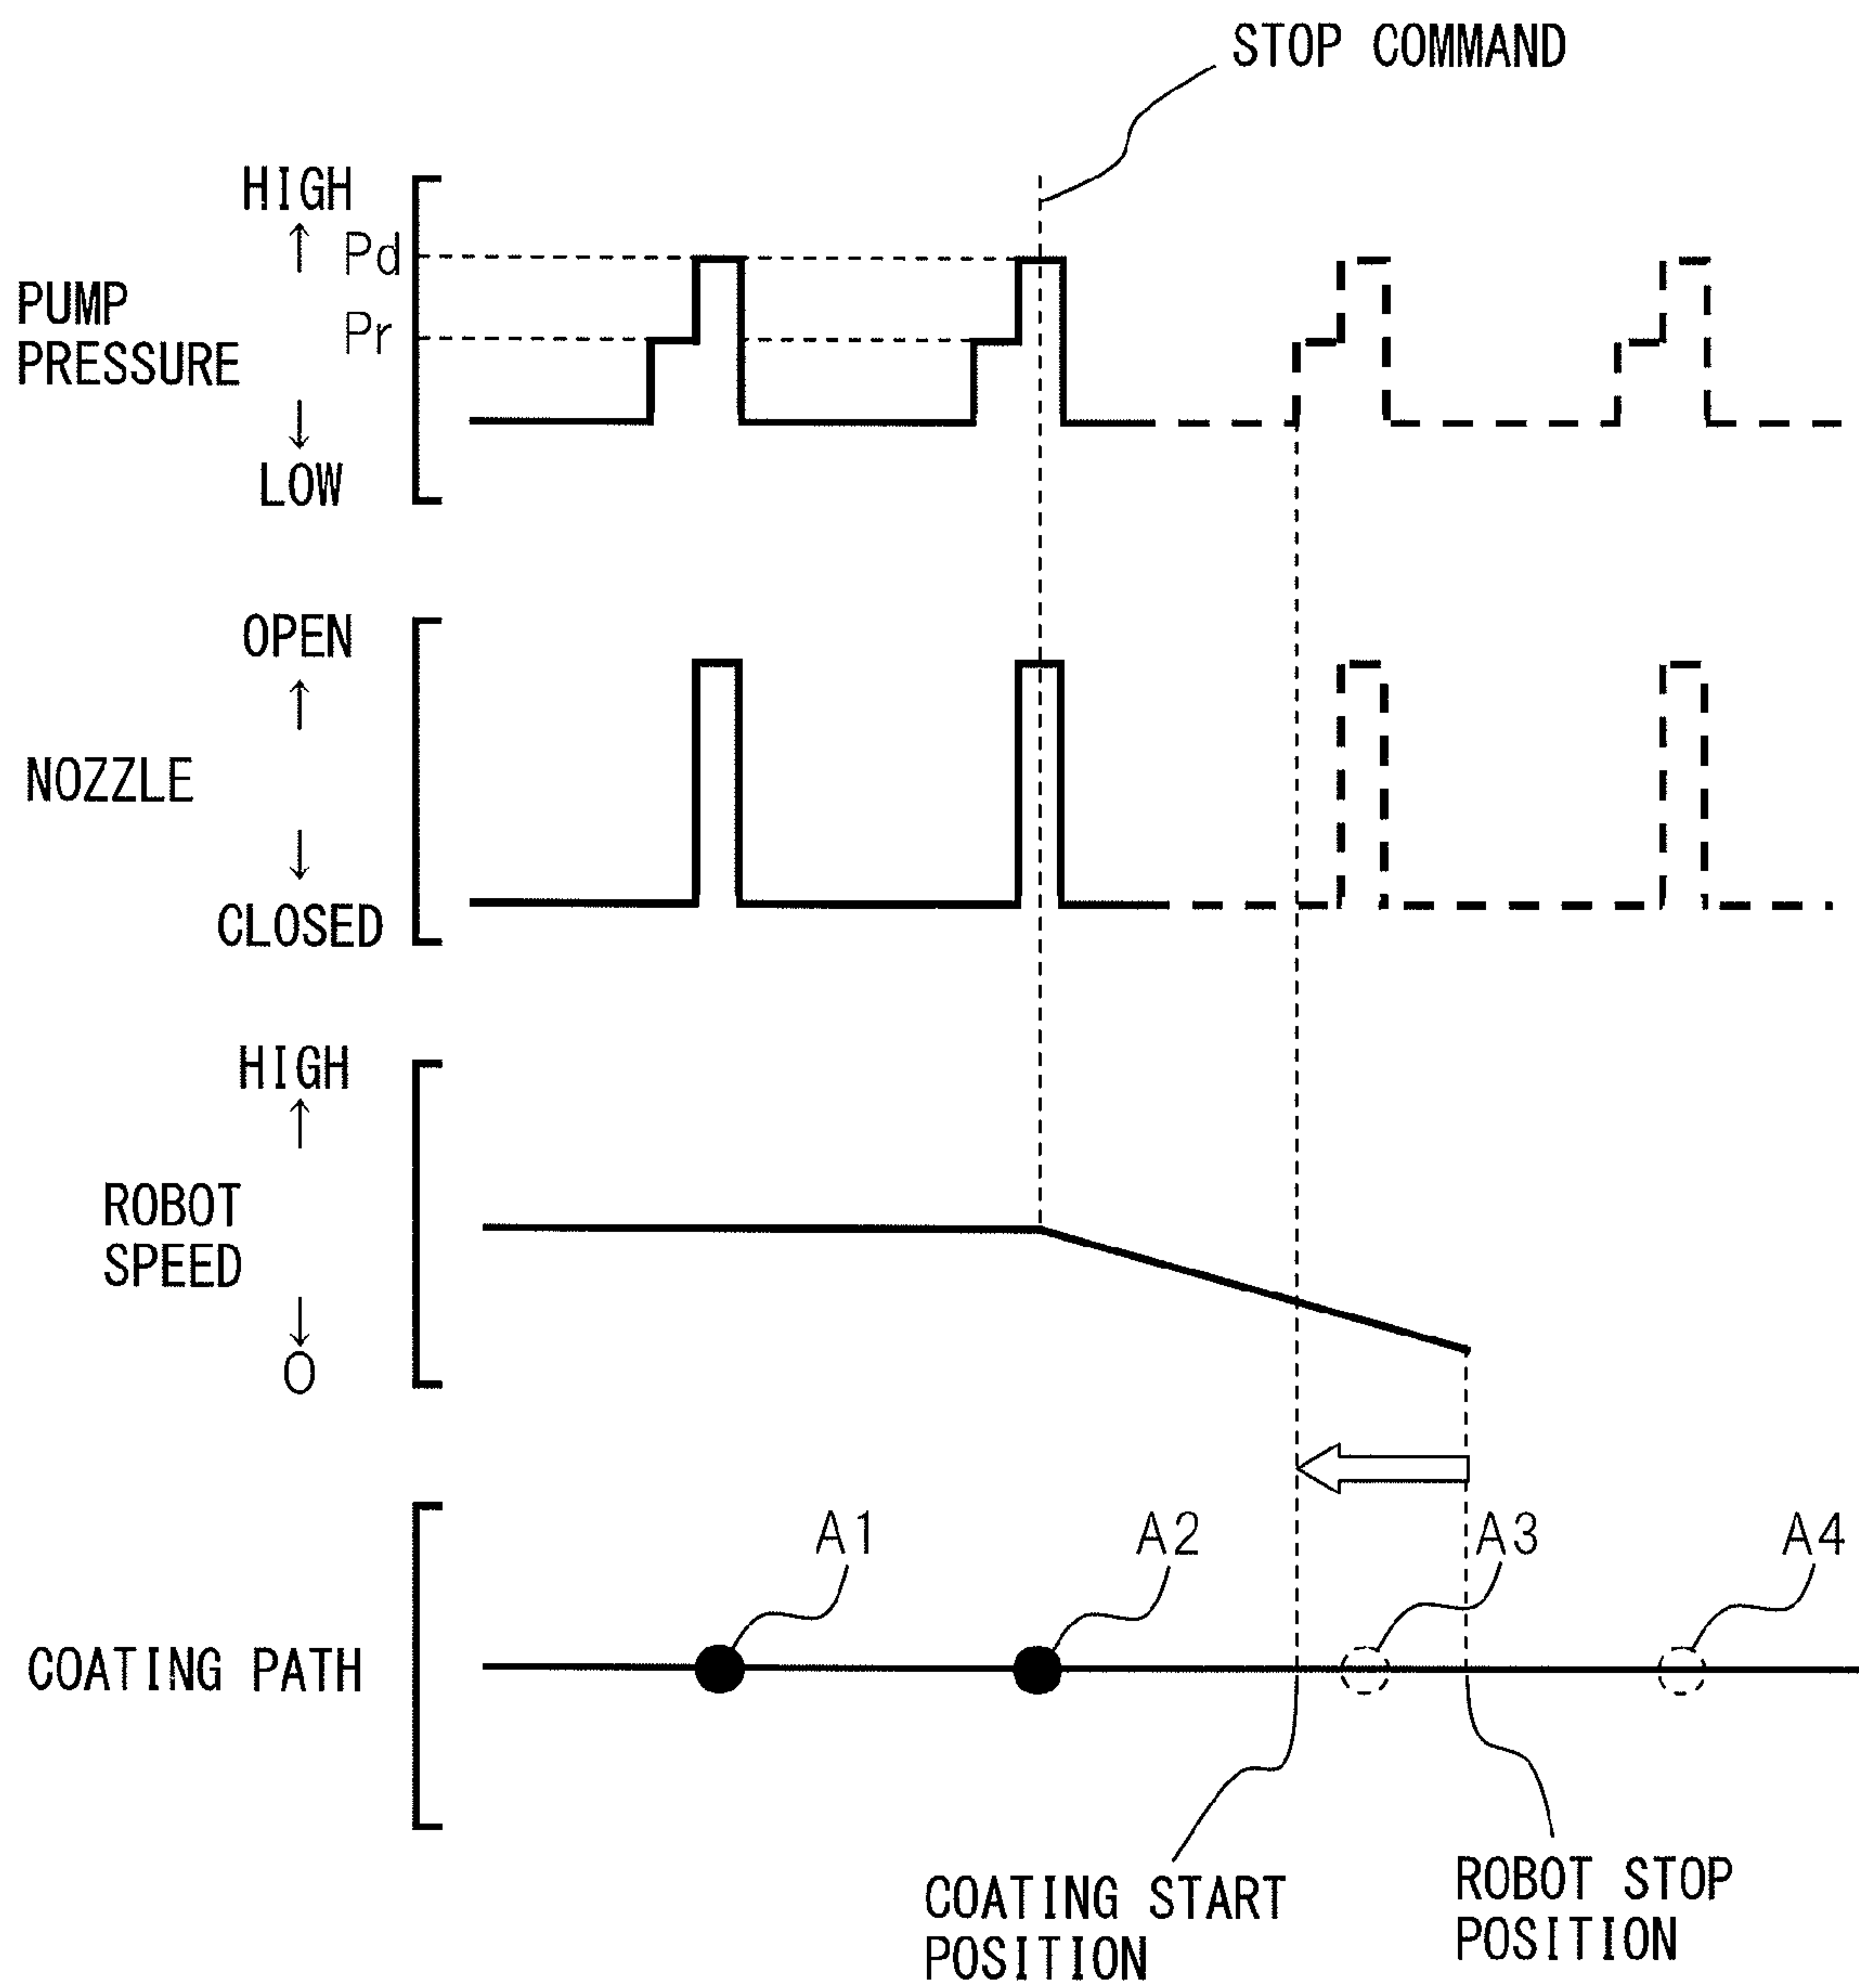 STOP COMMAND
HIGH
↑
Pd
PUMP
PRESSURE
Pr
↓
LOW
OPEN
↑
NOZZLE
↓
CLOSED
HIGH
↑
ROBOT
SPEED
↓
0
A1
A2
A3
A4
COATING PATH
COATING START
POSITION
ROBOT STOP
POSITION